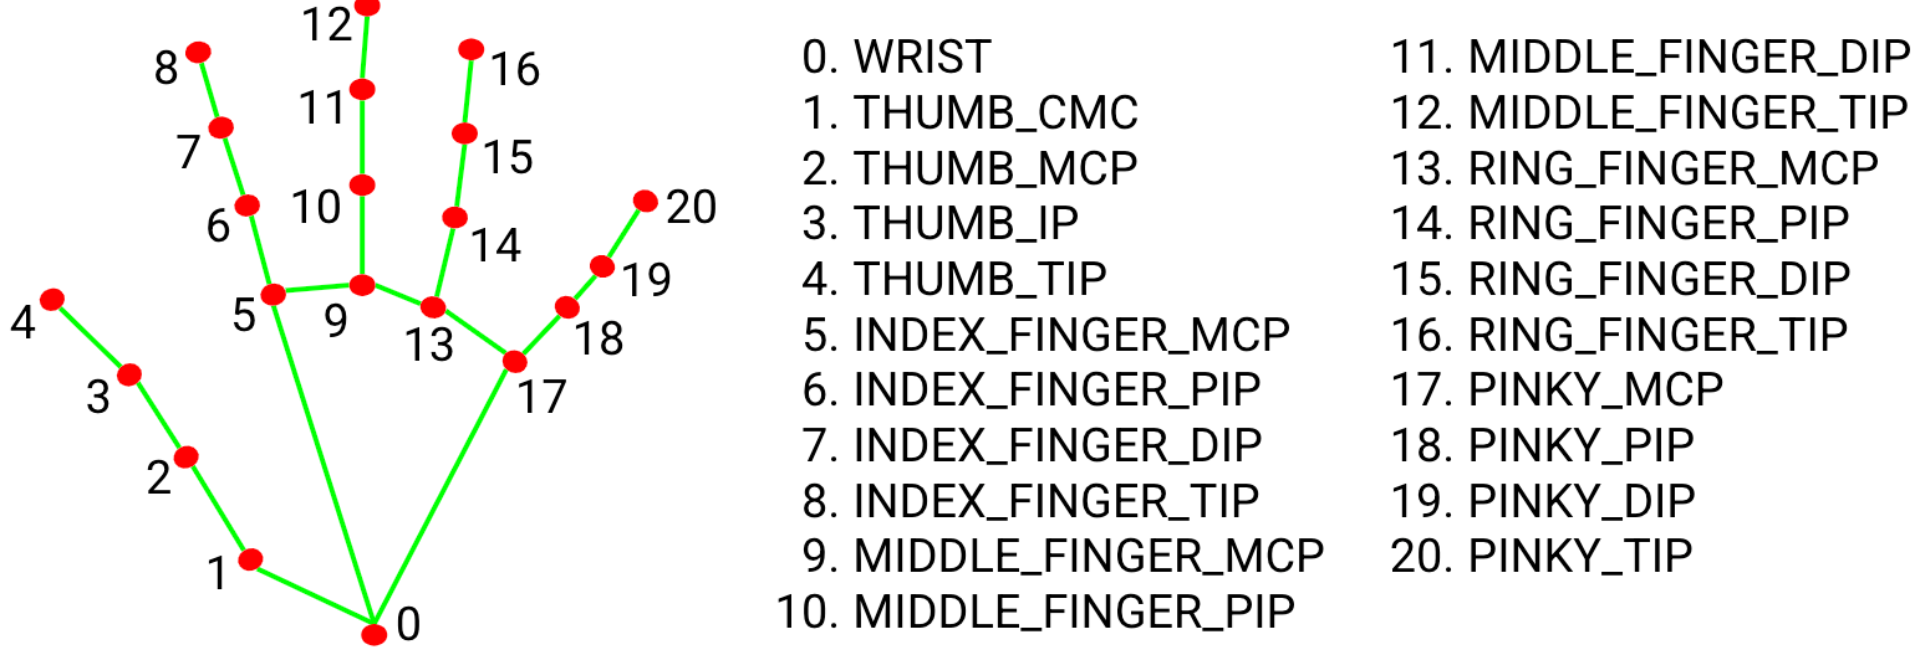 12
8
16
11
7
15
10
6
20
14
19
5
4
9
18
13
3
17
2
1
0
0. WRIST
1. THUMB_CMC
2. THUMB_MCP
3. THUMB_IP
4. THUMB_TIP
5. INDEX_FINGER_MCP
6. INDEX_FINGER_PIP
7. INDEX_FINGER_DIP
8. INDEX_FINGER_TIP
9. MIDDLE_FINGER_MCP
10. MIDDLE_FINGER_PIP
11. MIDDLE_FINGER_DIP
12. MIDDLE_FINGER_TIP
13. RING_FINGER_MCP
14. RING_FINGER_PIP
15. RING_FINGER_DIP
16. RING_FINGER_TIP
17. PINKY_MCP
18. PINKY_PIP
19. PINKY_DIP
20. PINKY_TIP